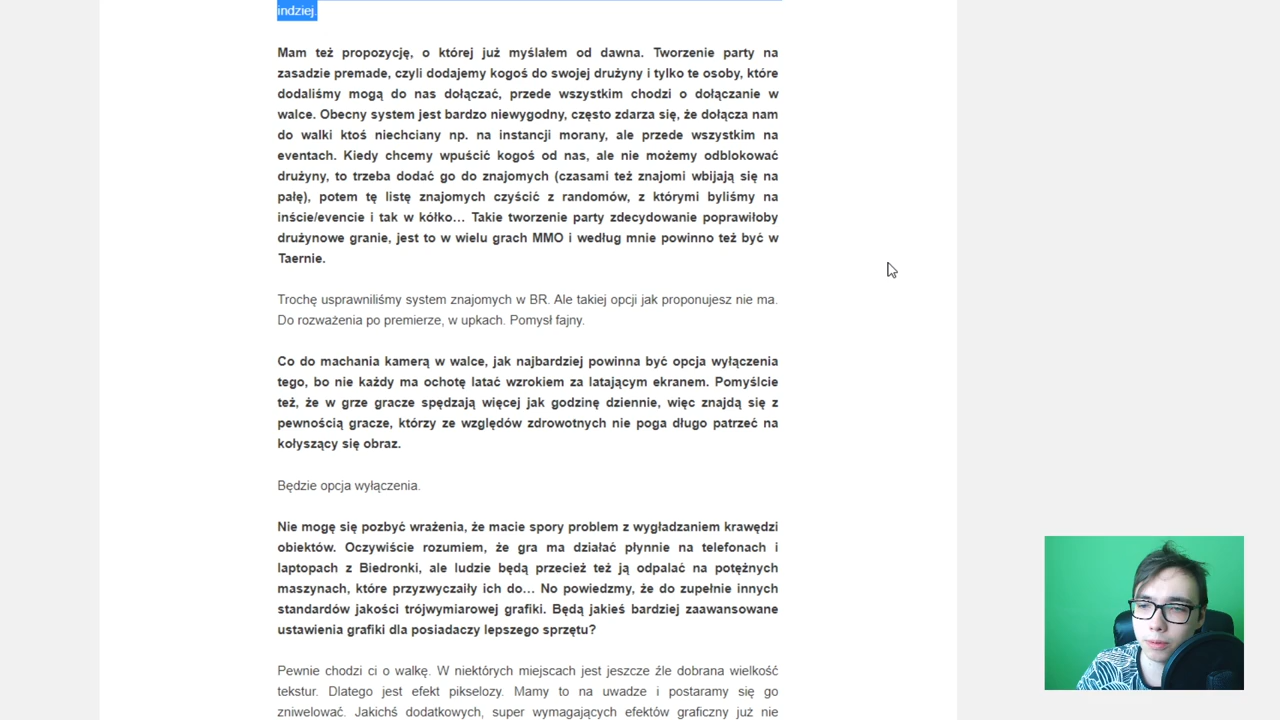 indziej.
Mam też propozycję, o której już myślałem od dawna. Tworzenie party na
zasadzie premade, czyli dodajemy kogoś do swojej drużyny i tylko te osoby, które
dodaliśmy mogą do nas dołączać, przede wszystkim chodzi o dołączanie w
walce. Obecny system jest bardzo niewygodny, często zdarza się, że dołącza nam
do walki ktoś niechciany np. na instancji morany, ale przede wszystkim na
eventach. Kiedy chcemy wpuścić kogoś od nas, ale nie możemy odblokować
drużyny, to trzeba dodać go do znajomych (czasami też znajomi wbijają się na
pałę), potem tę listę znajomych czyścić z randomów, z którymi byliśmy na
inście/evencie i tak w kółko… Takie tworzenie party zdecydowanie poprawiłoby
drużynowe granie, jest to w wielu grach MMO i według mnie powinno też być w
Taernie.
Trochę usprawniliśmy system znajomych w BR. Ale takiej opcji jak proponujesz nie ma.
Do rozważenia po premierze, w upkach. Pomysł fajny.
Co do machania kamerą w walce, jak najbardziej powinna być opcja wyłączenia
tego, bo nie każdy ma ochotę latać wzrokiem za latającym ekranem. Pomyślcie
też, że w grze gracze spędzają więcej jak godzinę dziennie, więc znajdą się z
pewnością gracze, którzy ze względów zdrowotnych nie poga długo patrzeć na
kołyszący się obraz.
Będzie opcja wyłączenia.
Nie mogę się pozbyć wrażenia, że macie spory problem z wygładzaniem krawędzi
obiektów. Oczywiście rozumiem, że gra ma działać płynnie na telefonach i
laptopach z Biedronki, ale ludzie będą przecież też ją odpalać na potężnych
maszynach, które przyzwyczaiły ich do… No powiedzmy, że do zupełnie innych
standardów jakości trójwymiarowej grafiki. Będą jakieś bardziej zaawansowane
ustawienia grafiki dla posiadaczy lepszego sprzętu?
Pewnie chodzi ci o walkę. W niektórych miejscach jest jeszcze źle dobrana wielkość
tekstur. Dlatego jest efekt pikselozy. Mamy to na uwadze i postaramy się go
zniwelować. Jakichś dodatkowych, super wymagających efektów graficzny już nie